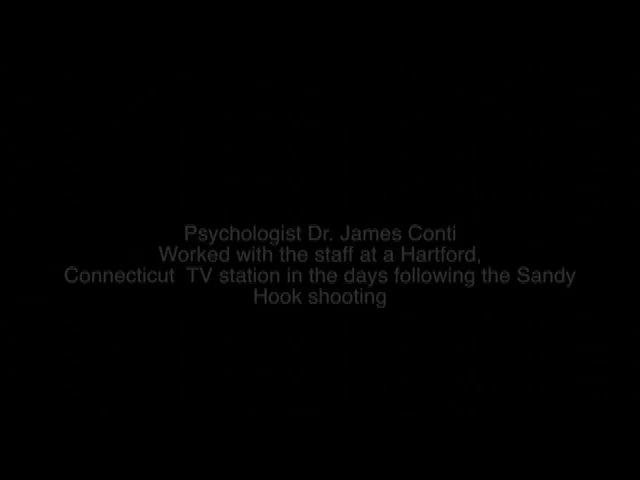 Psychologist Dr. James Conti
Worked with the staff at a Hartford,
Connecticut  TV station in the days following the Sandy
Hook shooting